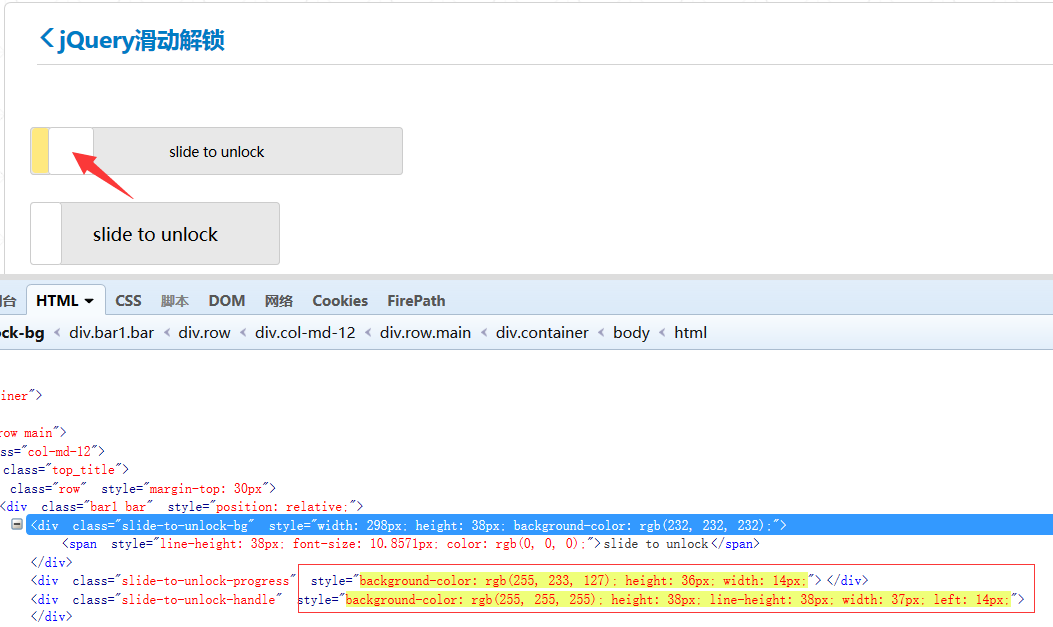 jQuery滑动解锁
slide to unlock
slide to unlock
台 HTML CSS 脚本 DOM 网络 Cookies FirePath
ock-bg < div.bar1.bar < div.row < div.col-md-12 < div.row.main < div.container < body < html
iner">
row main">
ss="col-md-12">
class="top_title">
class="row" style="margin-top: 30px">
<div class="bar1 bar" style="position: relative;">
<div class="slide-to-unlock-bg" style="width: 298px; height: 38px; background-color: rgb(232, 232, 232);">
<span style="line-height: 38px; font-size: 10.8571px; color: rgb(0, 0, 0);">slide to unlock</span>
</div>
<div class="slide-to-unlock-progress" style="background-color: rgb(255, 233, 127); height: 36px; width: 14px;"></div>
<div class="slide-to-unlock-handle" style="background-color: rgb(255, 255, 255); height: 38px; line-height: 38px; width: 37px; left: 14px;">
</div>